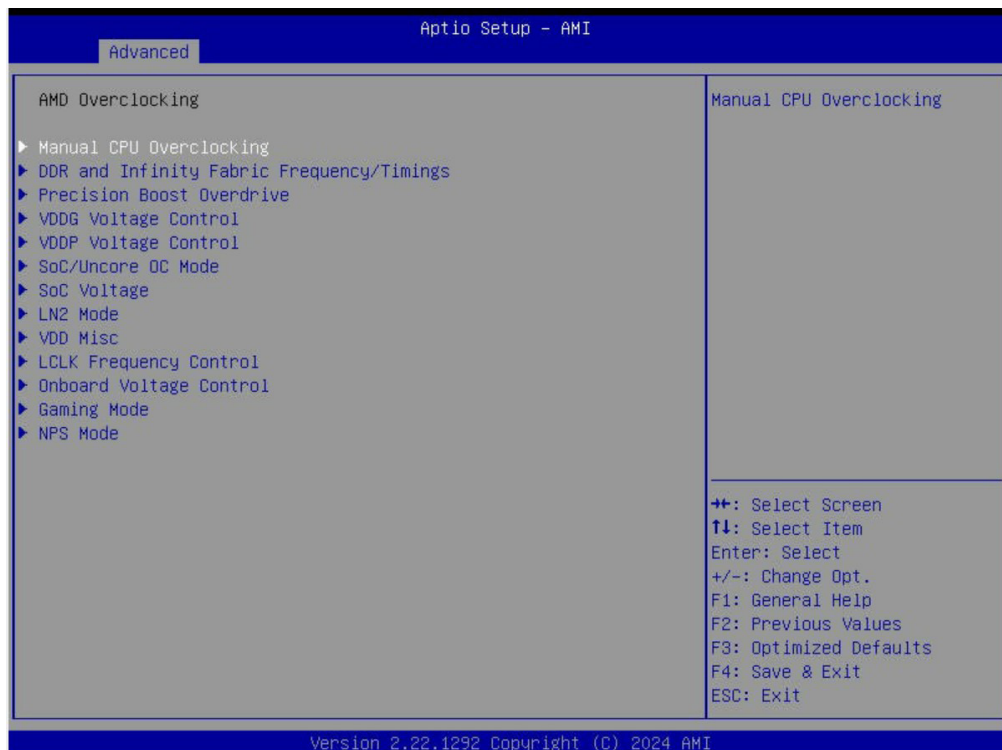 Aptio Setup – AMI
Advanced
AMD Overclocking
Manual CPU Overclocking
DDR and Infinity Fabric Frequency/Timings
Precision Boost Overdrive
VDDG Voltage Control
VDDP Voltage Control
SoC/Uncore OC Mode
SoC Voltage
LN2 Mode
VDD Misc
LCLK Frequency Control
Onboard Voltage Control
Gaming Mode
NPS Mode
Manual CPU Overclocking
→←: Select Screen
↑↓: Select Item
Enter: Select
+/-: Change Opt.
F1: General Help
F2: Previous Values
F3: Optimized Defaults
F4: Save & Exit
ESC: Exit
Version 2.22.1292 Copyright (C) 2024 AMI